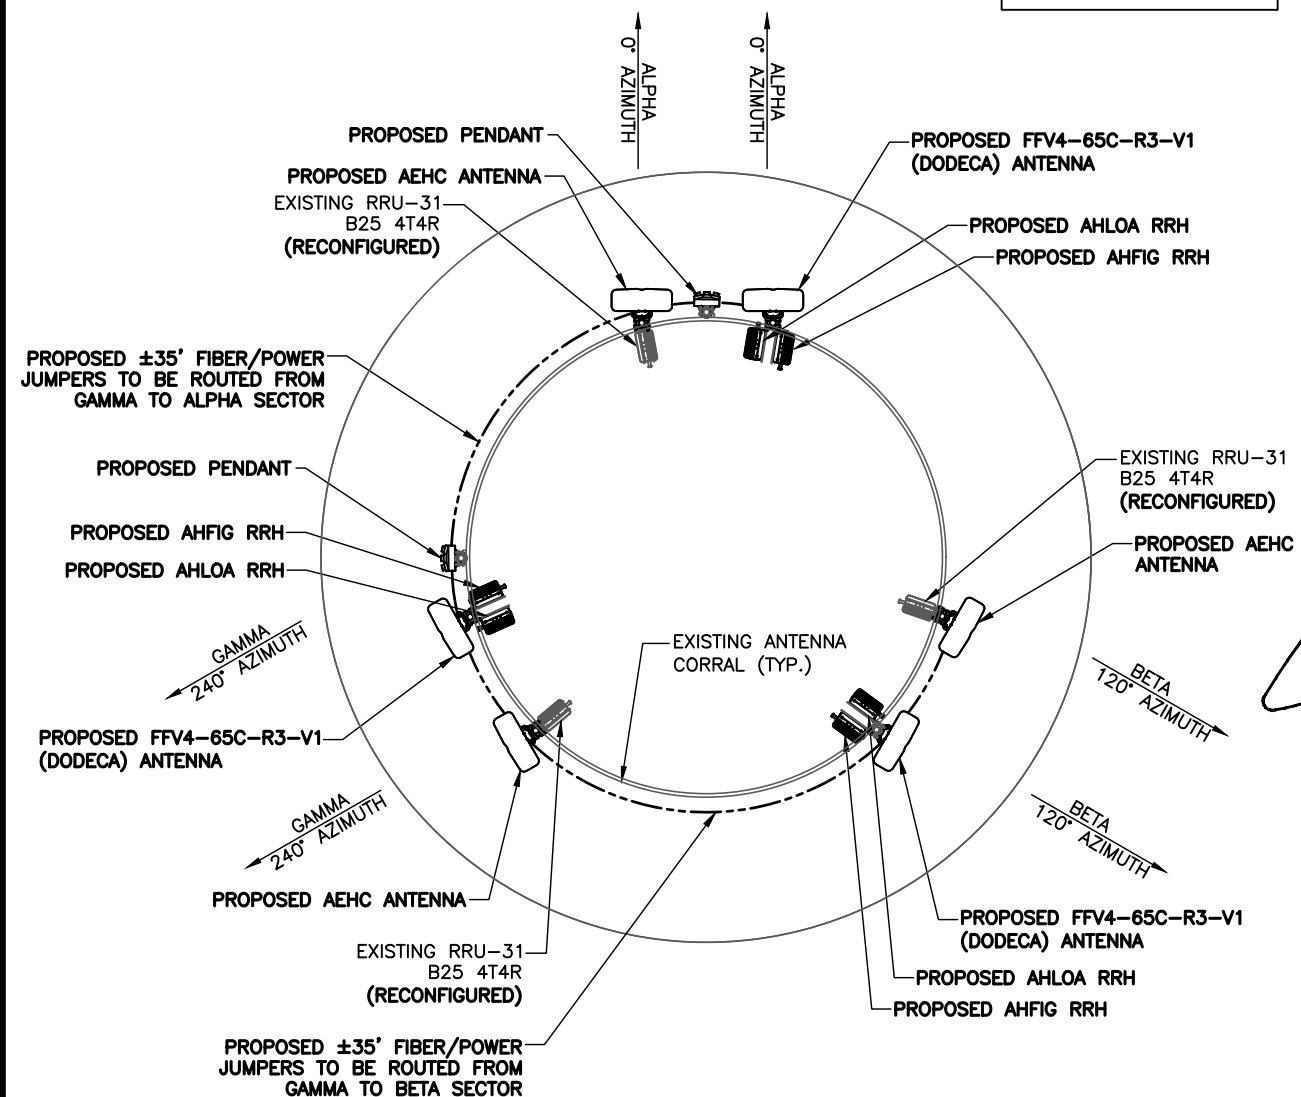 0° AZIMUTH
ALPHA
0° AZIMUTH
ALPHA
PROPOSED PENDANT
PROPOSED FFV4-65C-R3-V1
(DODECA) ANTENNA
PROPOSED AEHC ANTENNA
EXISTING RRU-31
B25 4T4R
(RECONFIGURED)
PROPOSED AHLOA RRH
PROPOSED AHFIG RRH
PROPOSED ±35' FIBER/POWER
JUMPERS TO BE ROUTED FROM
GAMMA TO ALPHA SECTOR
PROPOSED PENDANT
EXISTING RRU-31
B25 4T4R
(RECONFIGURED)
PROPOSED AHFIG RRH
PROPOSED AHLOA RRH
PROPOSED AEHC
ANTENNA
GAMMA
240° AZIMUTH
EXISTING ANTENNA
CORRAL (TYP.)
BETA
120° AZIMUTH
PROPOSED FFV4-65C-R3-V1
(DODECA) ANTENNA
GAMMA
240° AZIMUTH
BETA
120° AZIMUTH
PROPOSED AEHC ANTENNA
PROPOSED FFV4-65C-R3-V1
(DODECA) ANTENNA
EXISTING RRU-31
B25 4T4R
(RECONFIGURED)
PROPOSED AHLOA RRH
PROPOSED AHFIG RRH
PROPOSED ±35' FIBER/POWER
JUMPERS TO BE ROUTED FROM
GAMMA TO BETA SECTOR